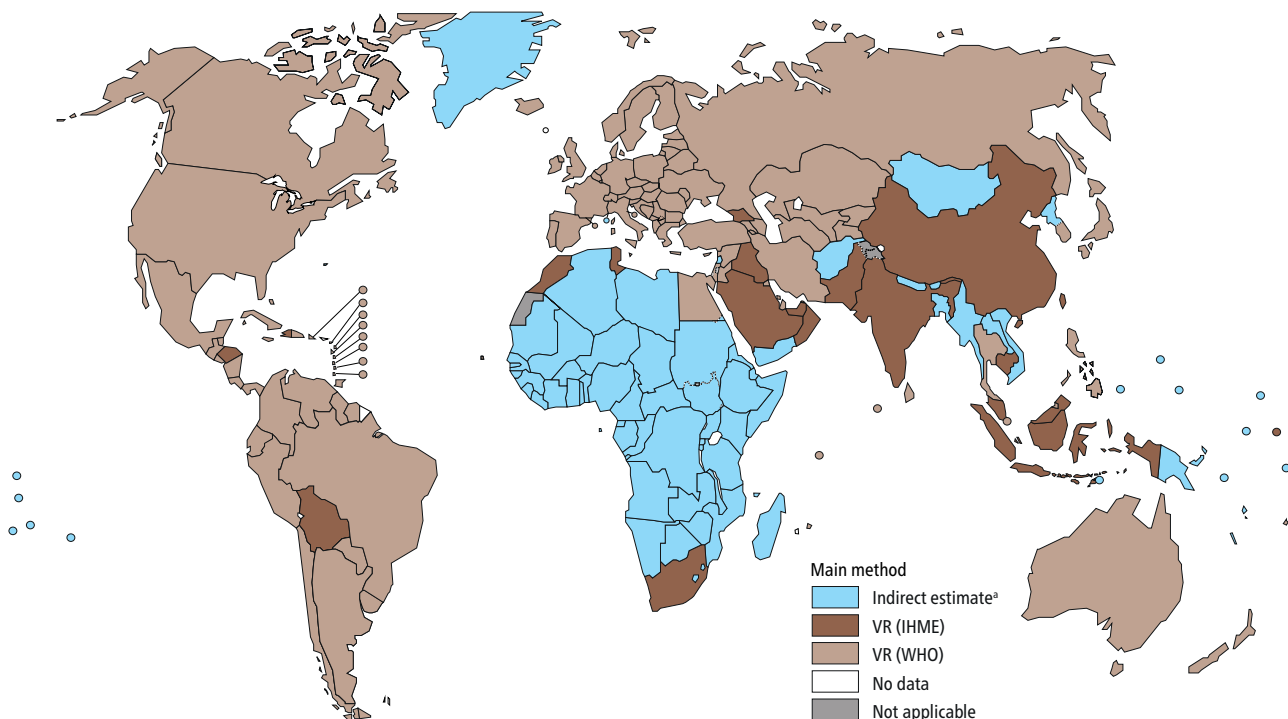 Main method
Indirect estimateᵃ
VR (IHME)
VR (WHO)
No data
Not applicable